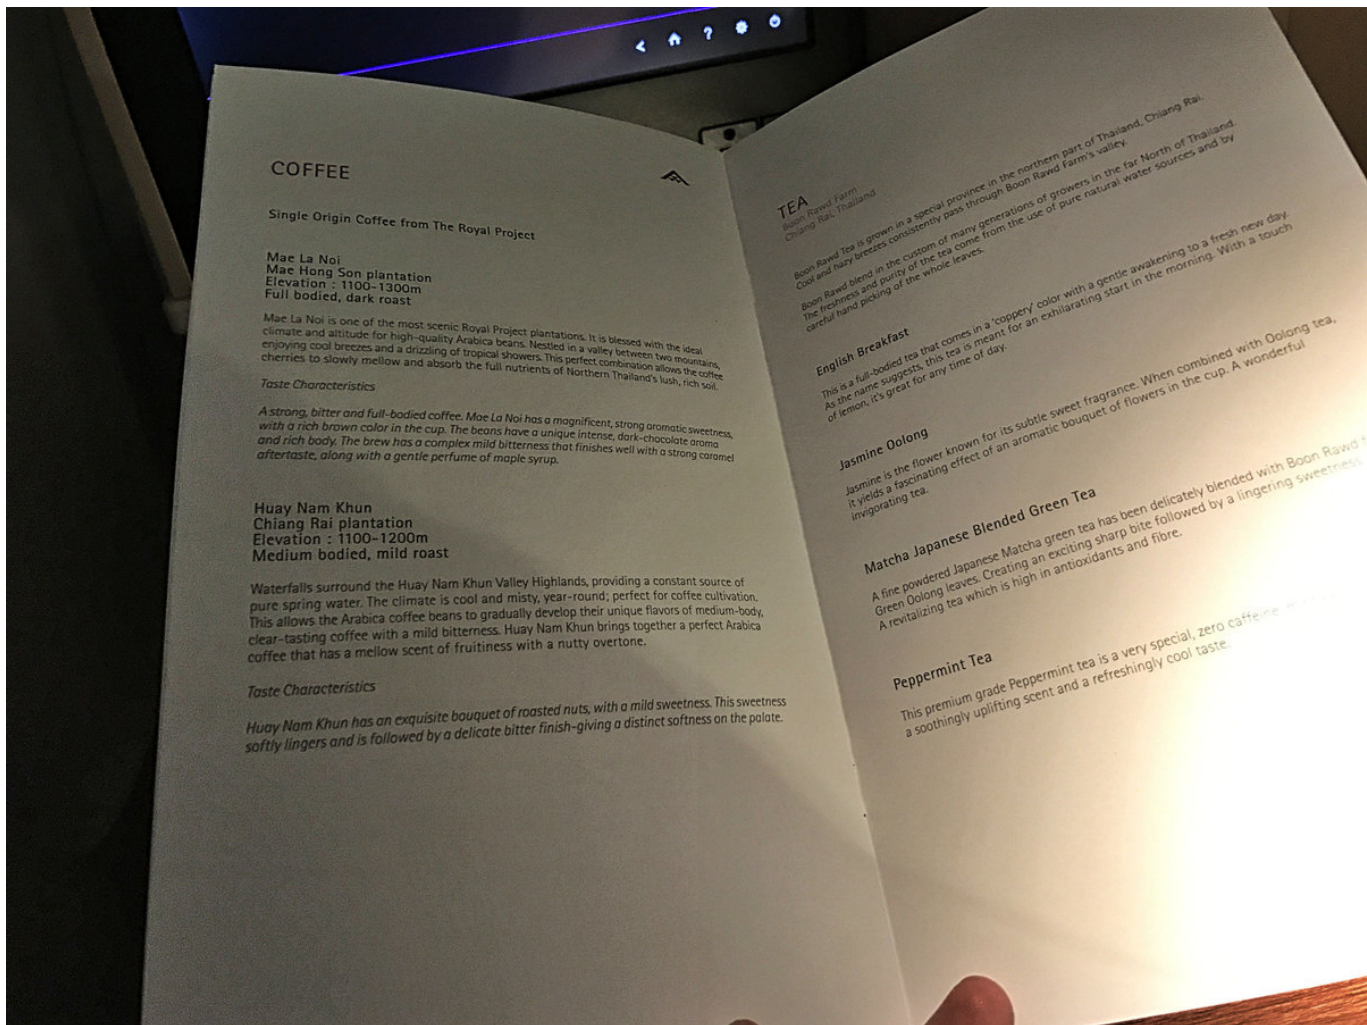 COFFEE
Single Origin Coffee from The Royal Project
Mae La Noi
Mae Hong Son plantation
Elevation : 1100-1300m
Full bodied, dark roast
Mae La Noi is one of the most scenic Royal Project plantations. It is blessed with the ideal
climate and altitude for high-quality Arabica beans. Nestled in a valley between two mountains,
enjoying cool breezes and a drizzling of tropical showers. This perfect combination allows the coffee
cherries to slowly mellow and absorb the full nutrients of Northern Thailand's lush, rich soil.
Taste Characteristics
A strong, bitter and full-bodied coffee. Mae La Noi has a magnificent, strong aromatic sweetness,
with a rich brown color in the cup. The beans have a unique intense, dark-chocolate aroma
and rich body. The brew has a complex mild bitterness that finishes well with a strong caramel
aftertaste, along with a gentle perfume of maple syrup.
Huay Nam Khun
Chiang Rai plantation
Elevation : 1100-1200m
Medium bodied, mild roast
Waterfalls surround the Huay Nam Khun Valley Highlands, providing a constant source of
pure spring water. The climate is cool and misty, year-round; perfect for coffee cultivation.
This allows the Arabica coffee beans to gradually develop their unique flavors of medium-body,
clear-tasting coffee with a mild bitterness. Huay Nam Khun brings together a perfect Arabica
coffee that has a mellow scent of fruitiness with a nutty overtone.
Taste Characteristics
Huay Nam Khun has an exquisite bouquet of roasted nuts, with a mild sweetness. This sweetness
softly lingers and is followed by a delicate bitter finish-giving a distinct softness on the palate.
TEA
Boon Rawd Farm
Chiang Rai, Thailand
Boon Rawd Tea is grown in a special province in the northern part of Thailand, Chiang Rai.
Cool and hazy breezes consistently pass through Boon Rawd Farm's valley.
Boon Rawd blend in the custom of many generations of growers in the far North of Thailand.
The freshness and purity of the tea come from the use of pure natural water sources and by
careful hand picking of the whole leaves.
English Breakfast
This is a full-bodied tea that comes in a 'coppery' color with a gentle awakening to a fresh new day.
As the name suggests, this tea is meant for an exhilarating start in the morning. With a touch
of lemon, it's great for any time of day.
Jasmine Oolong
Jasmine is the flower known for its subtle sweet fragrance. When combined with Oolong tea,
it yields a fascinating effect of an aromatic bouquet of flowers in the cup. A wonderful
invigorating tea.
Matcha Japanese Blended Green Tea
A fine powdered Japanese Matcha green tea has been delicately blended with Boon Rawd
Green Oolong leaves. Creating an exciting sharp bite followed by a lingering sweetness
A revitalizing tea which is high in antioxidants and fibre.
Peppermint Tea
This premium grade Peppermint tea is a very special, zero caffeine
a soothingly uplifting scent and a refreshingly cool taste.